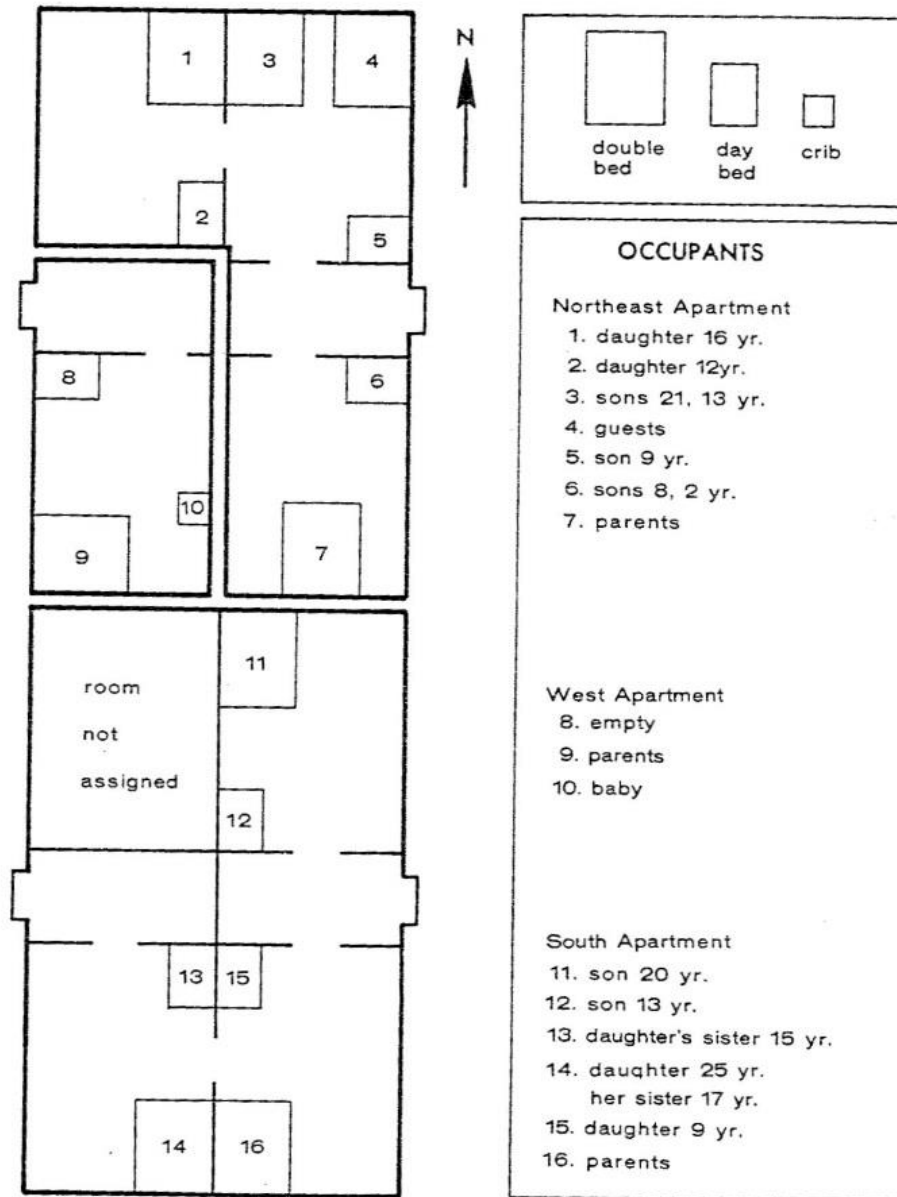 N
1
3
4
2
5
8
6
10
9
7
11
room
not
assigned
12
13
15
14
16
double
bed
day
bed
crib
OCCUPANTS
Northeast Apartment
1. daughter 16 yr.
2. daughter 12yr.
3. sons 21, 13 yr.
4. guests
5. son 9 yr.
6. sons 8, 2 yr.
7. parents
West Apartment
8. empty
9. parents
10. baby
South Apartment
11. son 20 yr.
12. son 13 yr.
13. daughter's sister 15 yr.
14. daughter 25 yr.
her sister 17 yr.
15. daughter 9 yr.
16. parents